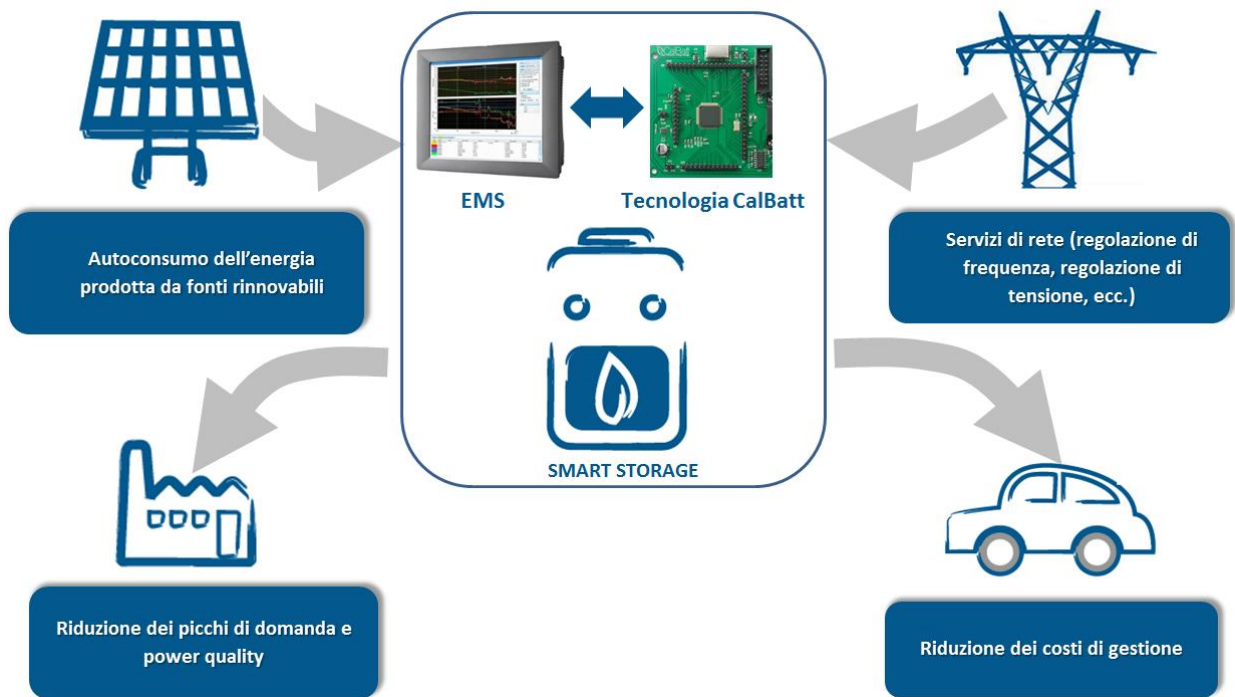 CalBatt
EMS
Tecnologia CalBatt
Autoconsumo dell'energia
prodotta da fonti rinnovabili
Servizi di rete (regolazione di
frequenza, regolazione di
tensione, ecc.)
SMART STORAGE
Riduzione dei picchi di domanda e
power quality
Riduzione dei costi di gestione